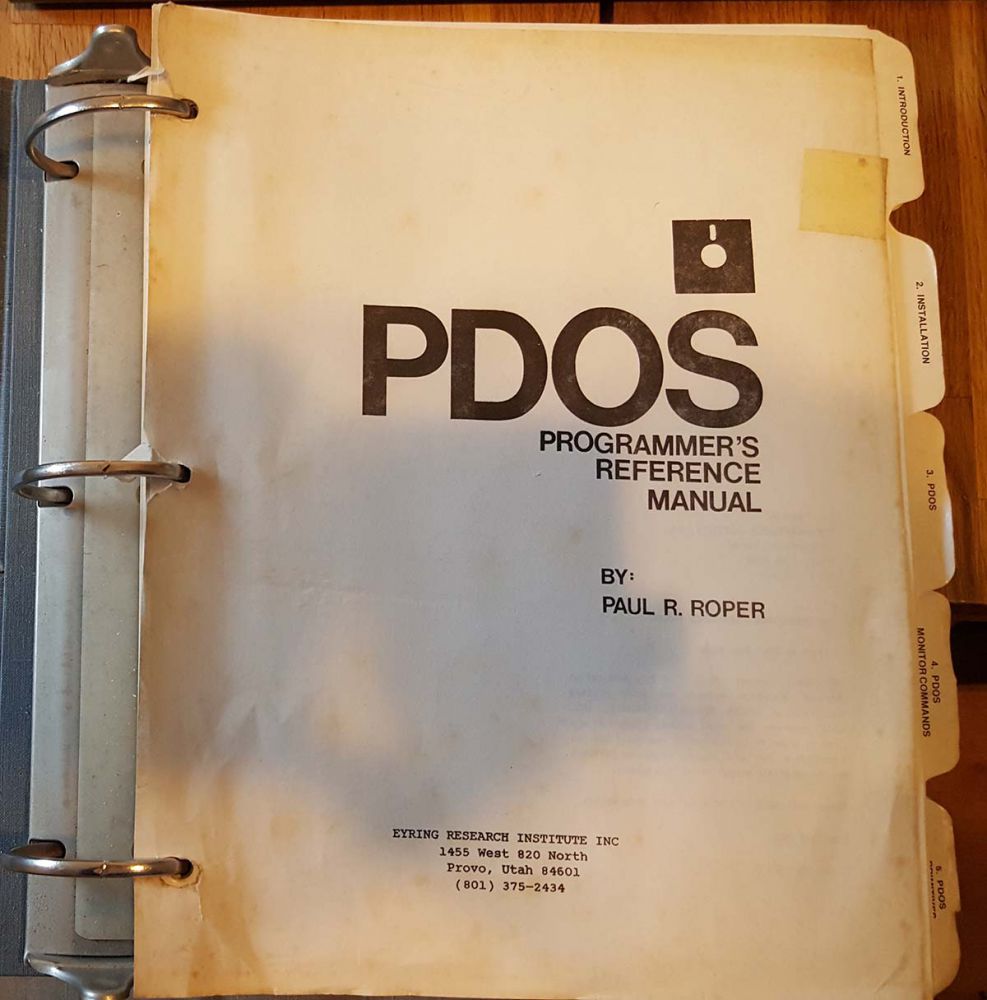 PDOS
PROGRAMMER'S
REFERENCE
MANUAL
BY:
PAUL R. ROPER
EYRING RESEARCH INSTITUTE INC
1455 West 820 North
Provo, Utah 84601
(801) 375-2434
1. INTRODUCTION
2. INSTALLATION
3. PDOS
4. PDOS
MONITOR COMMANDS
5. PDOS